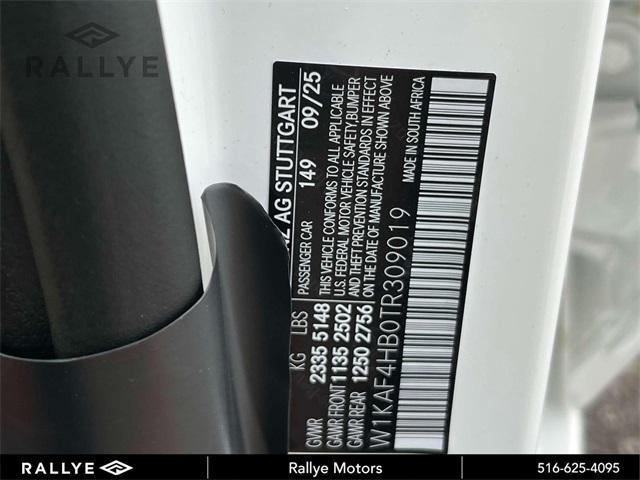 RALLYE
NZ AG STUTTGART
149 09/25
PASSENGER CAR
THIS VEHICLE CONFORMS TO ALL APPLICABLE
U.S. FEDERAL MOTOR VEHICLE SAFETY, BUMPER
AND THEFT PREVENTION STANDARDS IN EFFECT
ON THE DATE OF MANUFACTURE SHOWN ABOVE
MADE IN SOUTH AFRICA
KG LBS
GVWR 2335 5148
GAWR FRONT 1135 2502
GAWR REAR 1250 2756
W1KAF4HB0TR309019
RALLYE
Rallye Motors
516-625-4095